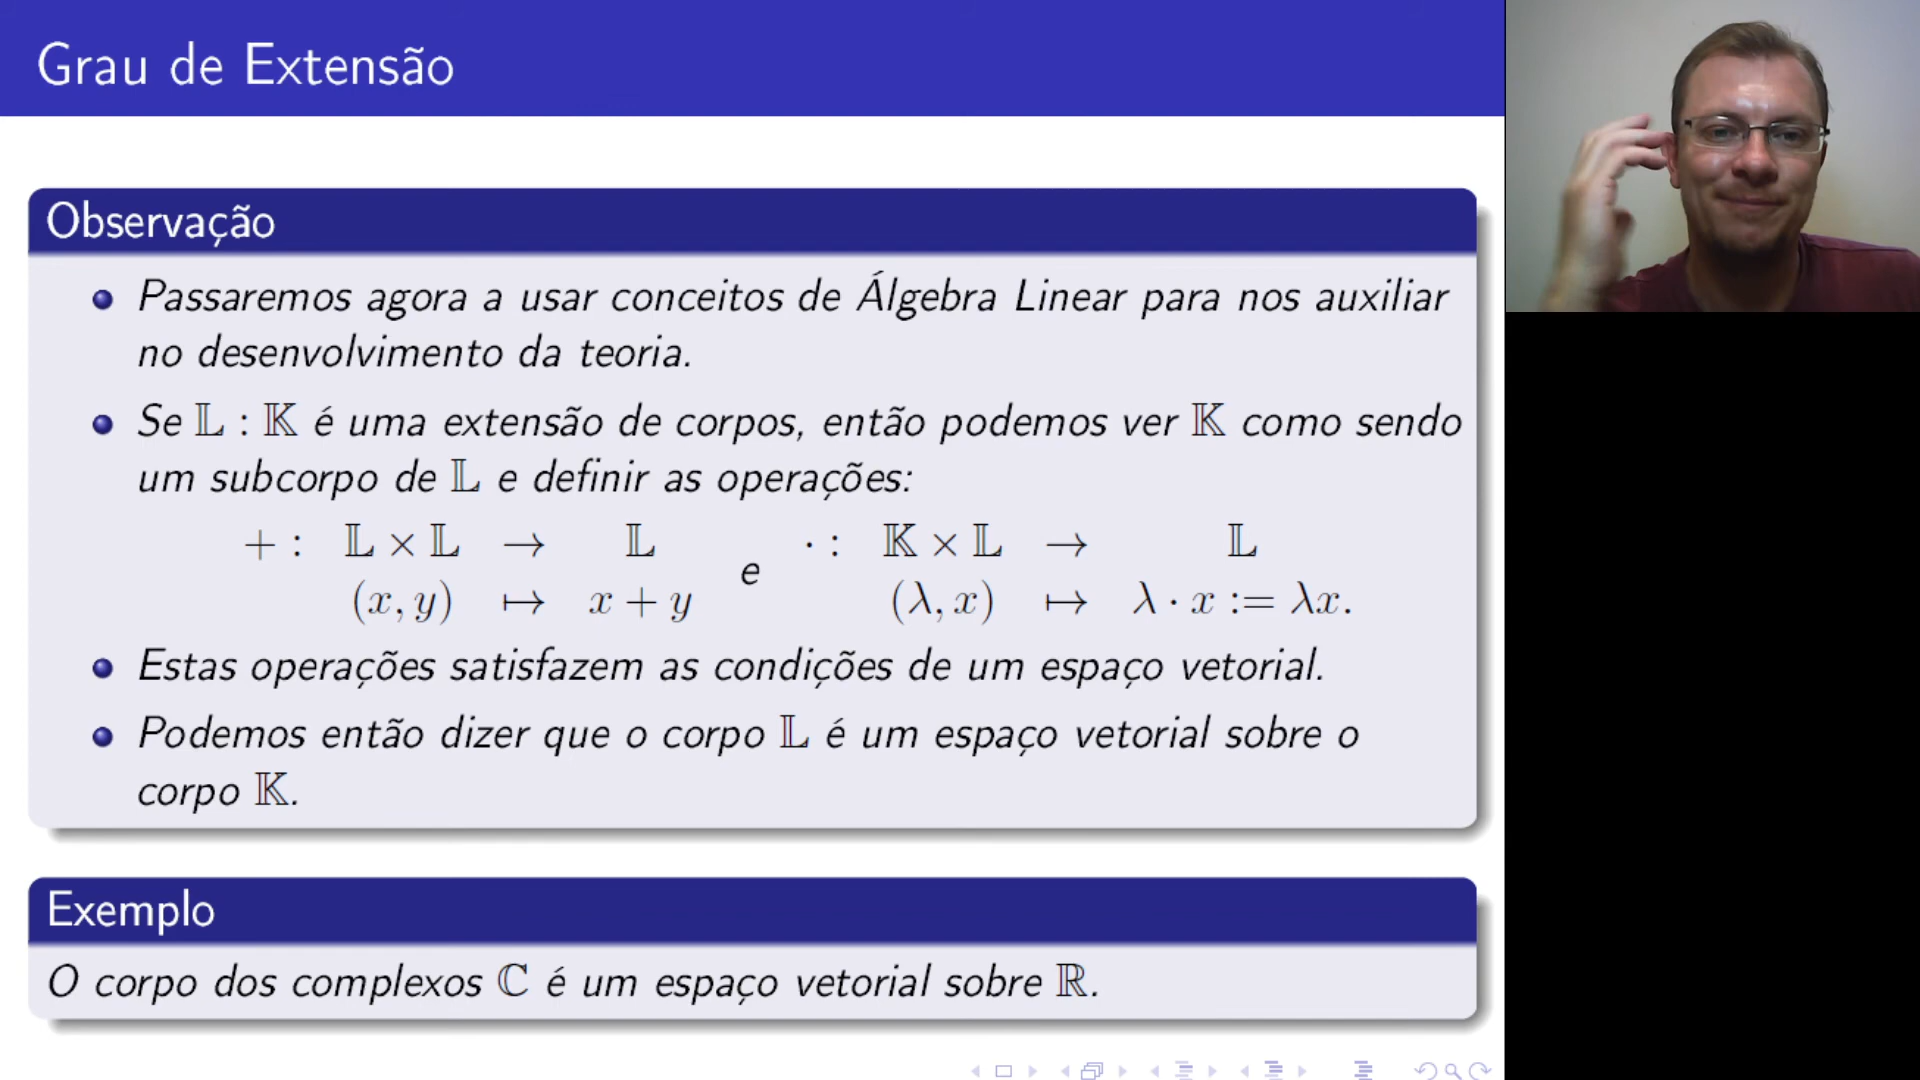 Grau de Extensão
Observação
Passaremos agora a usar conceitos de Álgebra Linear para nos auxiliar
no desenvolvimento da teoria.
Se 𝕃 : 𝕂 é uma extensão de corpos, então podemos ver 𝕂 como sendo
um subcorpo de 𝕃 e definir as operações:
+ : 𝕃 × 𝕃 → 𝕃 e · : 𝕂 × 𝕃 → 𝕃
(x, y) ↦ x + y (λ, x) ↦ λ · x := λx.
Estas operações satisfazem as condições de um espaço vetorial.
Podemos então dizer que o corpo 𝕃 é um espaço vetorial sobre o
corpo 𝕂.
Exemplo
O corpo dos complexos ℂ é um espaço vetorial sobre ℝ.